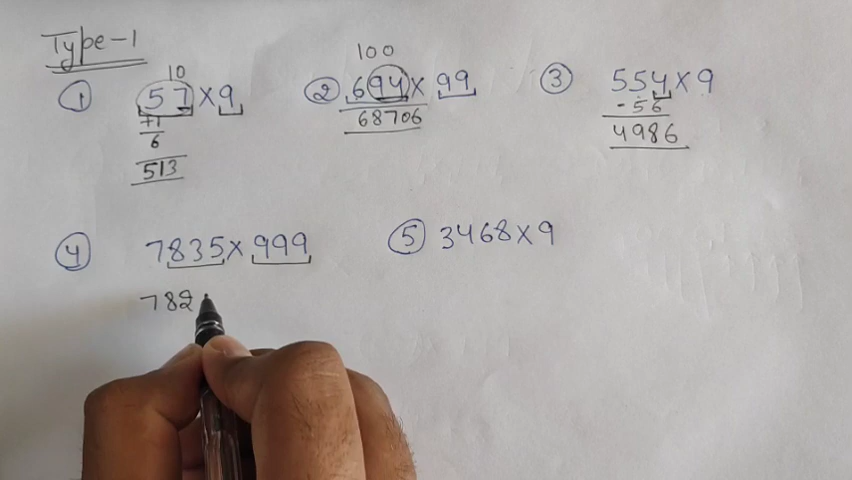 Type-1
① 57 × 9
10
+1
6
513
② 694 × 99
100
68706
③ 554 × 9
- 56
4986
④ 7835 × 999
782
⑤ 3468 × 9